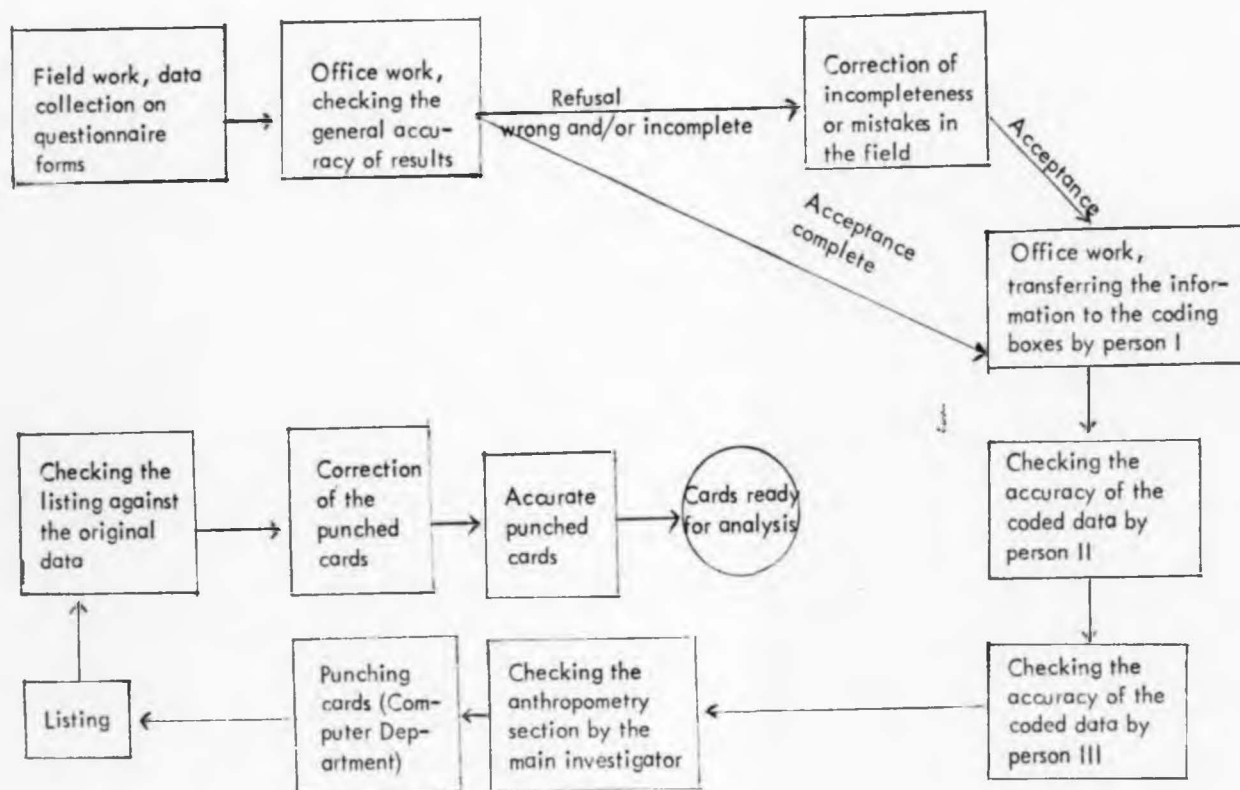 Field work, data
collection on
questionnaire
forms
Office work,
checking the
general accu-
racy of results
Refusal
wrong and/or incomplete
Correction of
incompleteness
or mistakes in
the field
Acceptance
Acceptance
complete
Office work,
transferring the infor-
mation to the coding
boxes by person I
Checking the
accuracy of the
coded data by
person II
Checking the
accuracy of the
coded data by
person III
Checking the
anthropometry
section by the
main investigator
Punching
cards (Com-
puter Dep-
artment)
Listing
Checking the
listing against
the original
data
Correction
of the
punched
cards
Accurate
punched
cards
Cards ready
for analysis